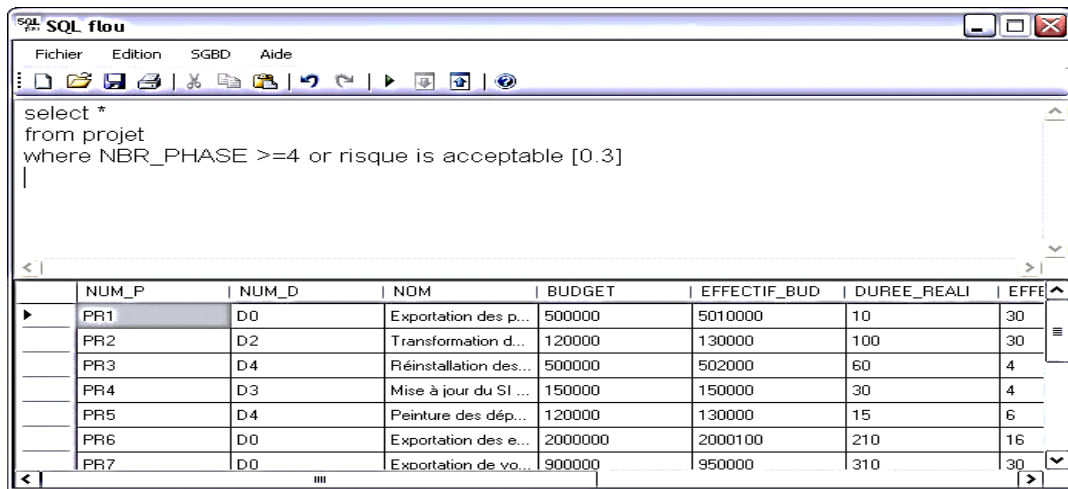 SQL flou
Fichier Edition SGBD Aide
select *
from projet
where NBR_PHASE >=4 or risque is acceptable [0.3]
NUM_P NUM_D NOM BUDGET EFFECTIF_BUD DUREE_REALI EFFE
PR1 D0 Exportation des p... 500000 5010000 10 30
PR2 D2 Transformation d... 120000 130000 100 30
PR3 D4 Réinstallation des... 500000 502000 60 4
PR4 D3 Mise à jour du SI ... 150000 150000 30 4
PR5 D4 Peinture des dép... 120000 130000 15 6
PR6 D0 Exportation des e... 2000000 2000100 210 16
PR7 D0 Exportation de vo... 900000 950000 310 30